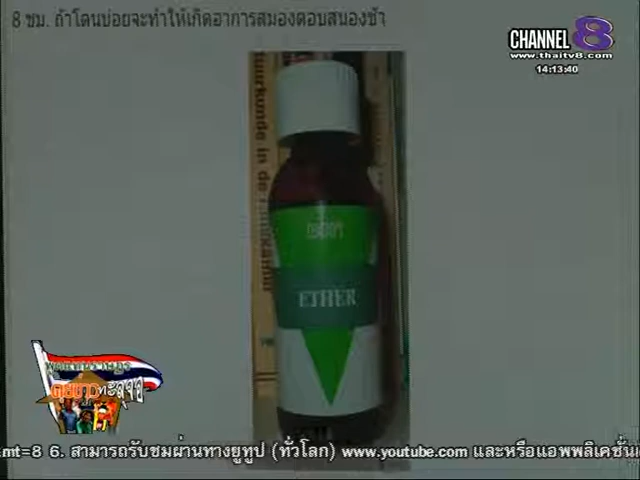 8 ชม. ถ้าโดนบ่อยจะทำให้เกิดอาการสมองตอบสนองช้า
CHANNEL 8
www.thaitv8.com
14:13:40
uurkunde in de
ETHER
.mt=8 6. สามารถรับชมผ่านทางยูทูป (ทั่วโลก) www.youtube.com และหรือแอพพลิเคชั่น